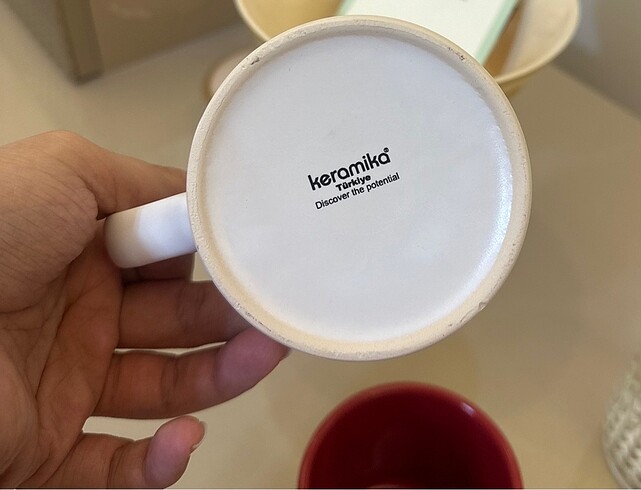 keramika®
Türkiye
Discover the potential